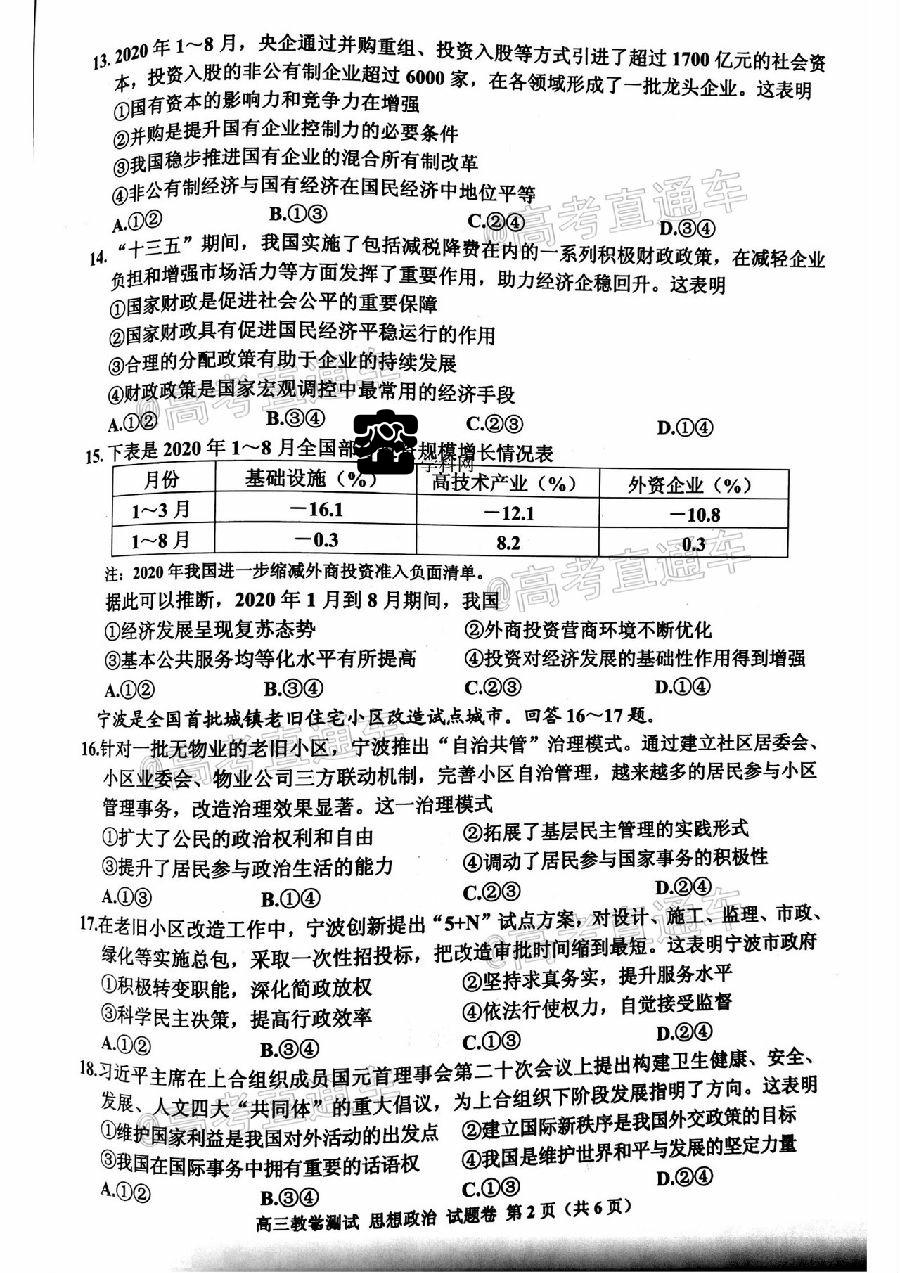 13. 2020 年 1～8 月，央企通过并购重组、投资入股等方式引进了超过 1700 亿元的社会资
本，投资入股的非公有制企业超过 6000 家，在各领域形成了一批龙头企业。这表明
①国有资本的影响力和竞争力在增强
②并购是提升国有企业控制力的必要条件
③我国稳步推进国有企业的混合所有制改革
④非公有制经济与国有经济在国民经济中地位平等
A.①② B.①③ C.②④ D.③④
14. “十三五”期间，我国实施了包括减税降费在内的一系列积极财政政策，在减轻企业
负担和增强市场活力等方面发挥了重要作用，助力经济企稳回升。这表明
①国家财政是促进社会公平的重要保障
②国家财政具有促进国民经济平稳运行的作用
③合理的分配政策有助于企业的持续发展
④财政政策是国家宏观调控中最常用的经济手段
A.①② B.③④ C.②③ D.①④
15. 下表是 2020 年 1～8 月全国部 规模增长情况表
学科网
月份 基础设施（%） 高技术产业（%） 外资企业（%）
1～3 月 －16.1 －12.1 －10.8
1～8 月 －0.3 8.2 0.3
注：2020 年我国进一步缩减外商投资准入负面清单。
据此可以推断，2020 年 1 月到 8 月期间，我国
①经济发展呈现复苏态势 ②外商投资营商环境不断优化
③基本公共服务均等化水平有所提高 ④投资对经济发展的基础性作用得到增强
A.①② B.③④ C.②③ D.①④
宁波是全国首批城镇老旧住宅小区改造试点城市。回答 16～17 题。
16.针对一批无物业的老旧小区，宁波推出“自治共管”治理模式。通过建立社区居委会、
小区业委会、物业公司三方联动机制，完善小区自治管理，越来越多的居民参与小区
管理事务，改造治理效果显著。这一治理模式
①扩大了公民的政治权利和自由 ②拓展了基层民主管理的实践形式
③提升了居民参与政治生活的能力 ④调动了居民参与国家事务的积极性
A.①③ B.①④ C.②③ D.②④
17.在老旧小区改造工作中，宁波创新提出“5+N”试点方案，对设计、施工、监理、市政、
绿化等实施总包，采取一次性招投标，把改造审批时间缩到最短。这表明宁波市政府
①积极转变职能，深化简政放权 ②坚持求真务实，提升服务水平
③科学民主决策，提高行政效率 ④依法行使权力，自觉接受监督
A.①② B.③④ C.①③ D.②④
18.习近平主席在上合组织成员国元首理事会第二十次会议上提出构建卫生健康、安全、
发展、人文四大“共同体”的重大倡议，为上合组织下阶段发展指明了方向。这表明
①维护国家利益是我国对外活动的出发点 ②建立国际新秩序是我国外交政策的目标
③我国在国际事务中拥有重要的话语权 ④我国是维护世界和平与发展的坚定力量
A.①② B.③④ C.①③ D.②④
高三教学测试 思想政治 试题卷 第 2 页（共 6 页）
@高考直通车
@高考直通车
@高考直通车
@高考直通车
@高考直通车
@高考直通车